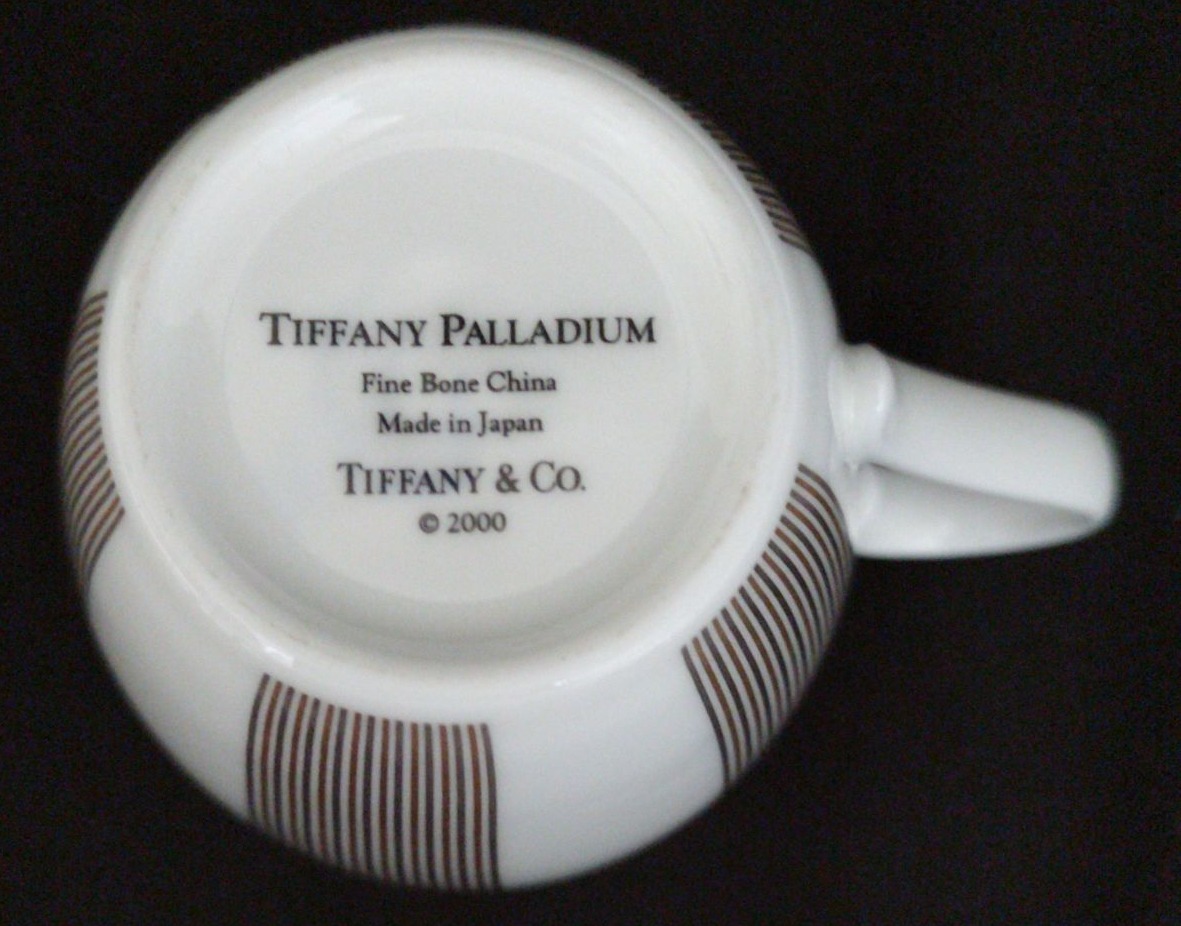 TIFFANY PALLADIUM
Fine Bone China
Made in Japan
TIFFANY & CO.
© 2000